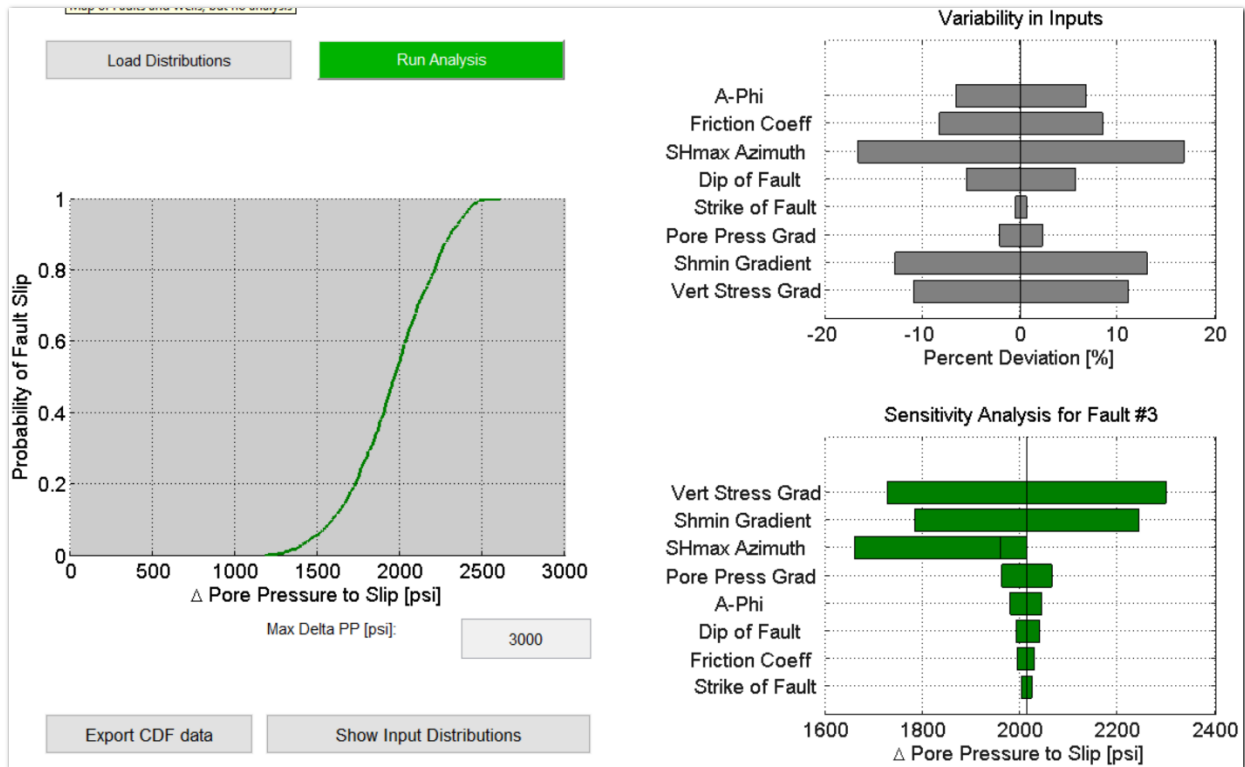 Map of Faults and Wells, but no analysis
Load Distributions
Run Analysis
1
0.8
0.6
0.4
0.2
0
Probability of Fault Slip
0 500 1000 1500 2000 2500 3000
Δ Pore Pressure to Slip [psi]
Max Delta PP [psi]:
3000
Export CDF data
Show Input Distributions
Variability in Inputs
A-Phi
Friction Coeff
SHmax Azimuth
Dip of Fault
Strike of Fault
Pore Press Grad
Shmin Gradient
Vert Stress Grad
-20 -10 0 10 20
Percent Deviation [%]
Sensitivity Analysis for Fault #3
Vert Stress Grad
Shmin Gradient
SHmax Azimuth
Pore Press Grad
A-Phi
Dip of Fault
Friction Coeff
Strike of Fault
1600 1800 2000 2200 2400
Δ Pore Pressure to Slip [psi]